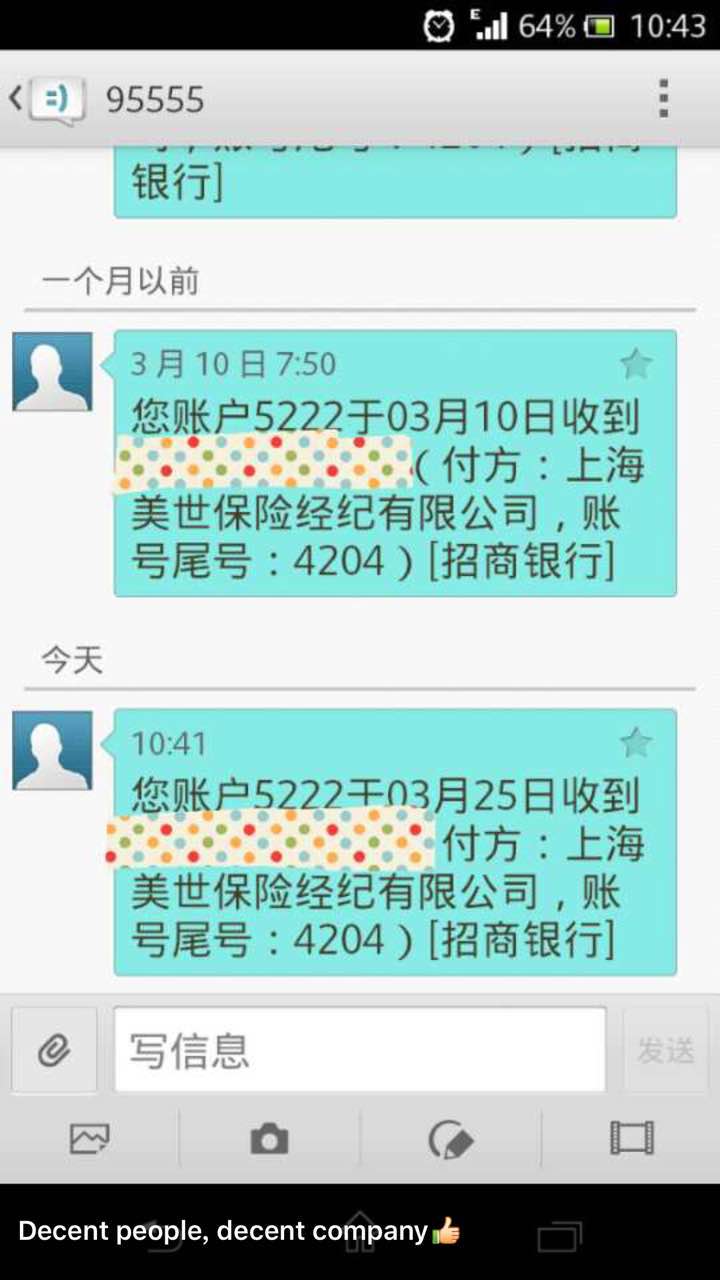 64% 10:43
95555
银行]
一个月以前
3月10日 7:50
您账户5222于03月10日收到
(付方：上海
美世保险经纪有限公司，账
号尾号：4204）[招商银行]
今天
10:41
您账户5222于03月25日收到
付方：上海
美世保险经纪有限公司，账
号尾号：4204）[招商银行]
写信息
发送
Decent people, decent company👍